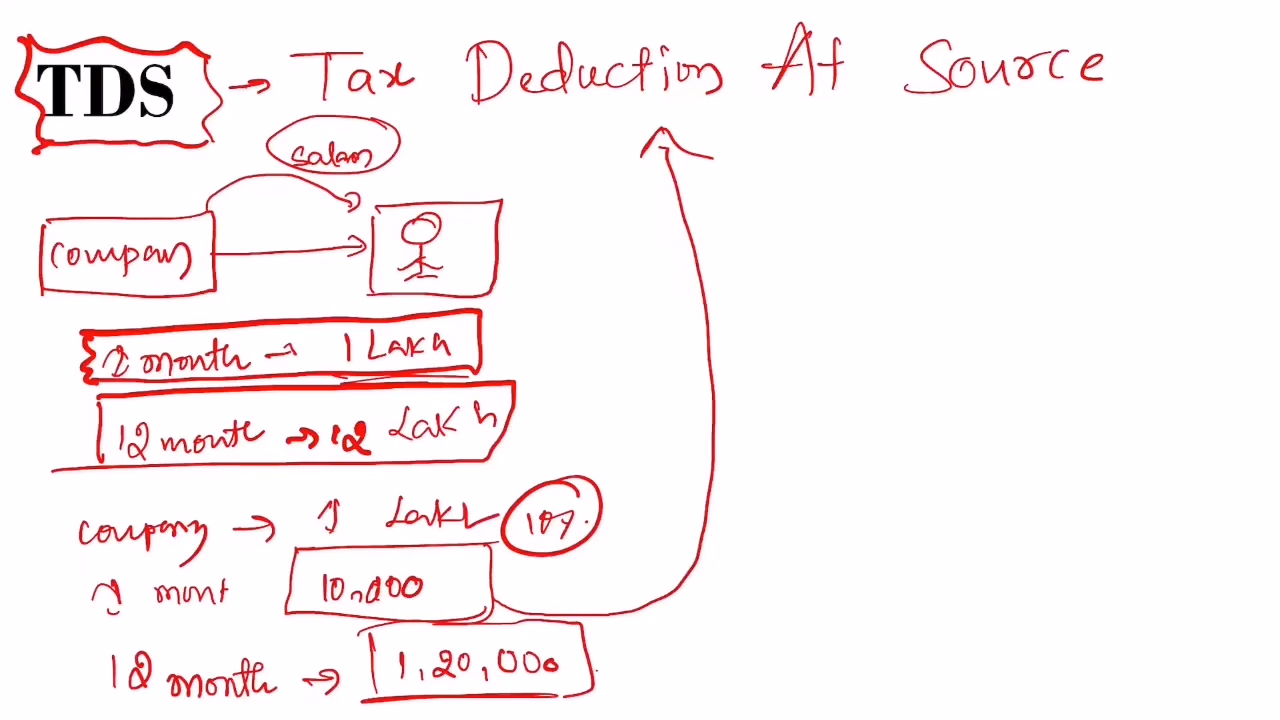 TDS → Tax Deduction At Source
Salary
Company
1 month → 1 Lakh
12 month → 12 Lakh
company → 1 Lakh 10%
1 mont 10,000
12 month → 1,20,000